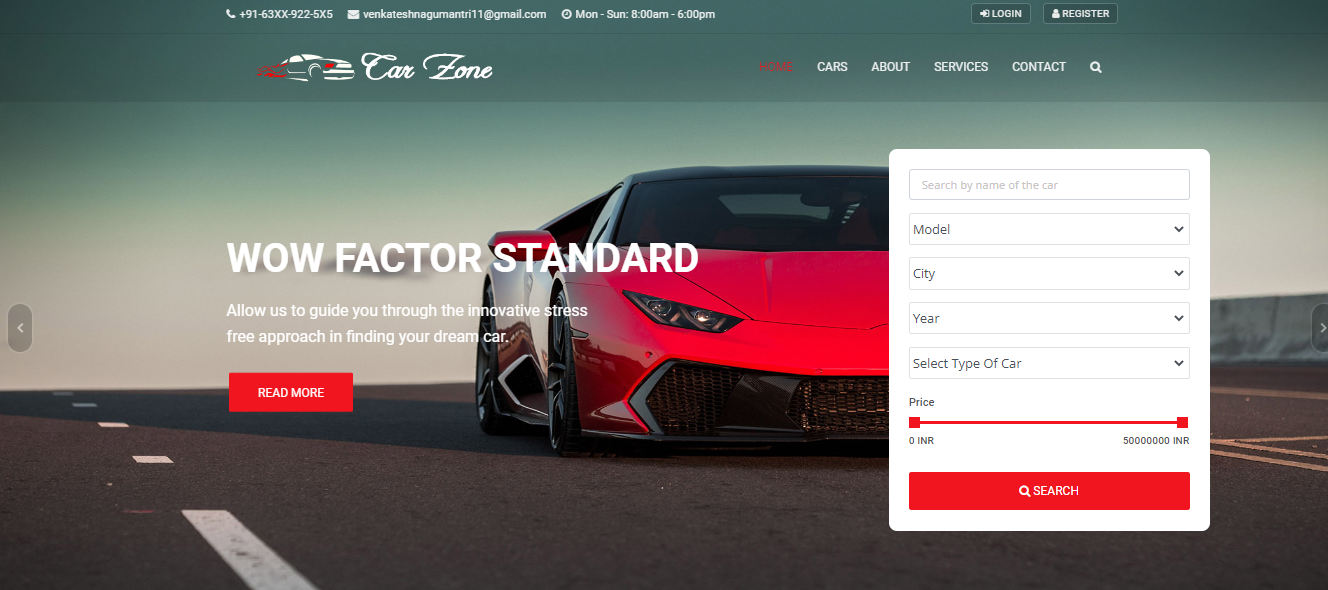 +91-63XX-922-5X5 venkateshnagumantri11@gmail.com Mon - Sun: 8:00am - 6:00pm LOGIN REGISTER
Car Zone HOME CARS ABOUT SERVICES CONTACT
WOW FACTOR STANDARD
Allow us to guide you through the innovative stress
free approach in finding your dream car.
READ MORE
Search by name of the car
Model
City
Year
Select Type Of Car
Price
0 INR 50000000 INR
SEARCH